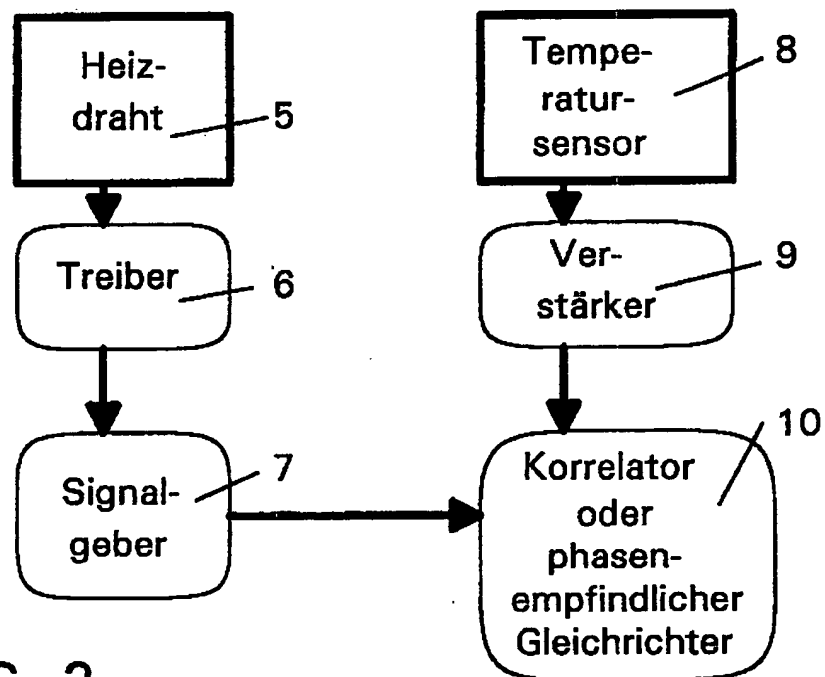 Heiz-
draht
5
Tempe-
ratur-
sensor
8
Treiber
6
Ver-
stärker
9
Signal-
geber
7
Korrelator
oder
phasen-
empfindlicher
Gleichrichter
10